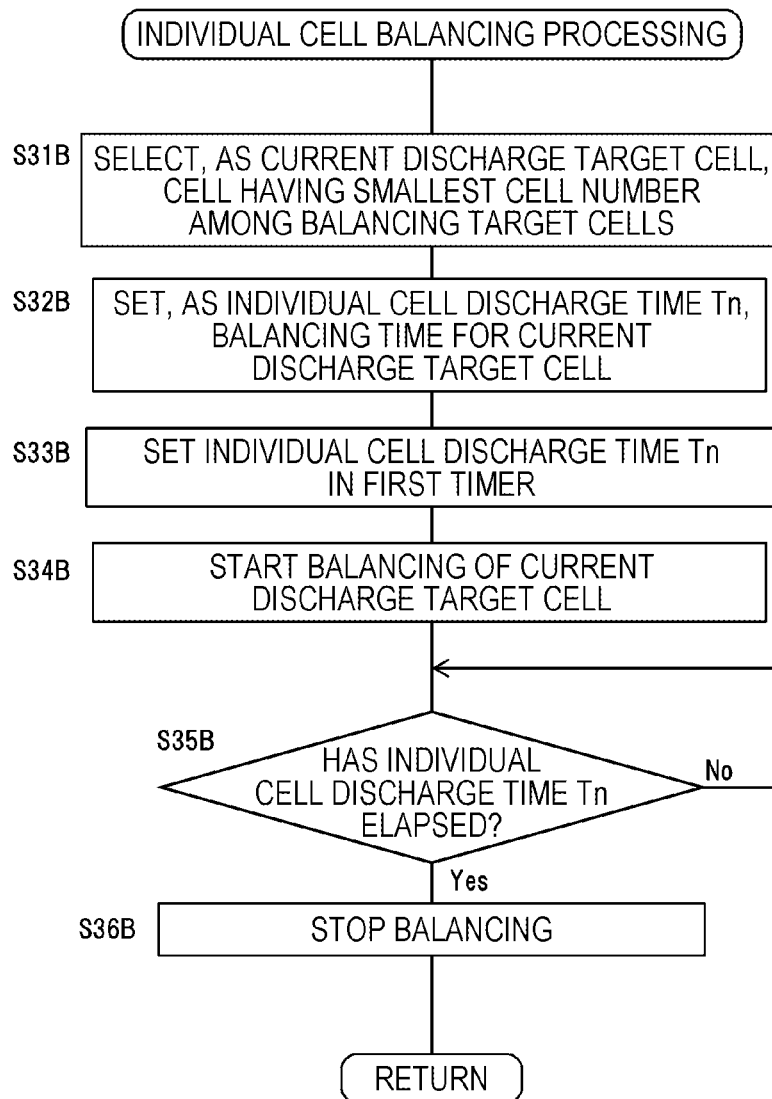 INDIVIDUAL CELL BALANCING PROCESSING
S31B
SELECT, AS CURRENT DISCHARGE TARGET CELL,
CELL HAVING SMALLEST CELL NUMBER
AMONG BALANCING TARGET CELLS
S32B
SET, AS INDIVIDUAL CELL DISCHARGE TIME Tn,
BALANCING TIME FOR CURRENT
DISCHARGE TARGET CELL
S33B
SET INDIVIDUAL CELL DISCHARGE TIME Tn
IN FIRST TIMER
S34B
START BALANCING OF CURRENT
DISCHARGE TARGET CELL
S35B
HAS INDIVIDUAL
CELL DISCHARGE TIME Tn
ELAPSED?
No
Yes
S36B
STOP BALANCING
RETURN